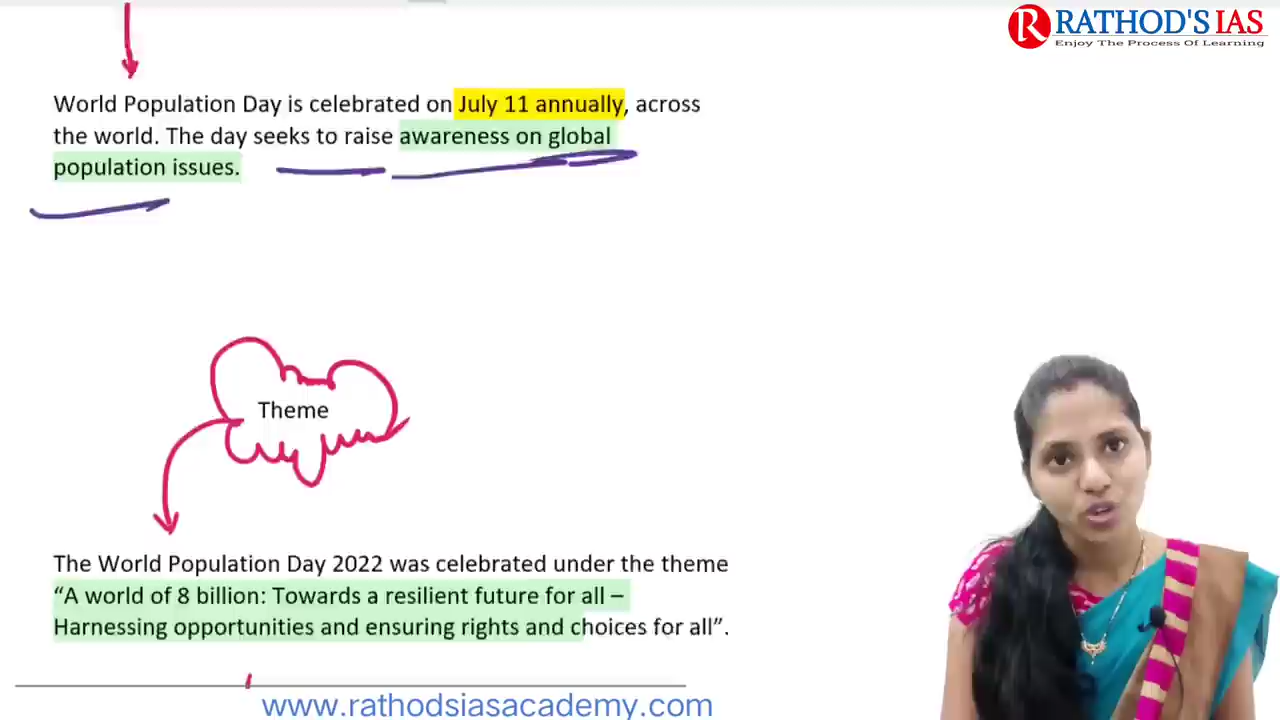 RATHOD'S IAS
Enjoy The Process Of Learning
World Population Day is celebrated on July 11 annually, across
the world. The day seeks to raise awareness on global
population issues.
Theme
The World Population Day 2022 was celebrated under the theme
“A world of 8 billion: Towards a resilient future for all –
Harnessing opportunities and ensuring rights and choices for all”.
www.rathodsiasacademy.com